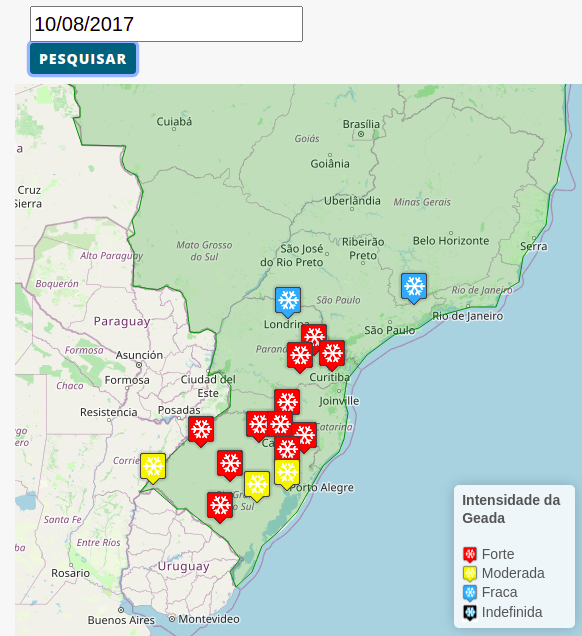 10/08/2017
PESQUISAR
Cuiabá
Brasília
Goiás
a
Goiânia
Cruz
Sierra
Uberlândia
Minas Gerais
Mato Grosso
do Sul
São José
do Rio Preto
Ribeirão
Preto
Belo Horizonte
Serra
Alto Paraguay
Boquerón
São Paulo
Rio de Janeiro
Paraguay
Londrina
São Paulo
Rio de Janeiro
Formosa
Asunción
Paraná
Formosa
Ciudad del
Este
Curitiba
Chaco
Joinville
Resistencia
Posadas
Catarina
Corrie
Porto Alegre
do Sul
Santa Fe
Entre Ríos
Uruguay
Rosario
Buenos Aires
Montevideo
Intensidade da
Geada
Forte
Moderada
Fraca
Indefinida